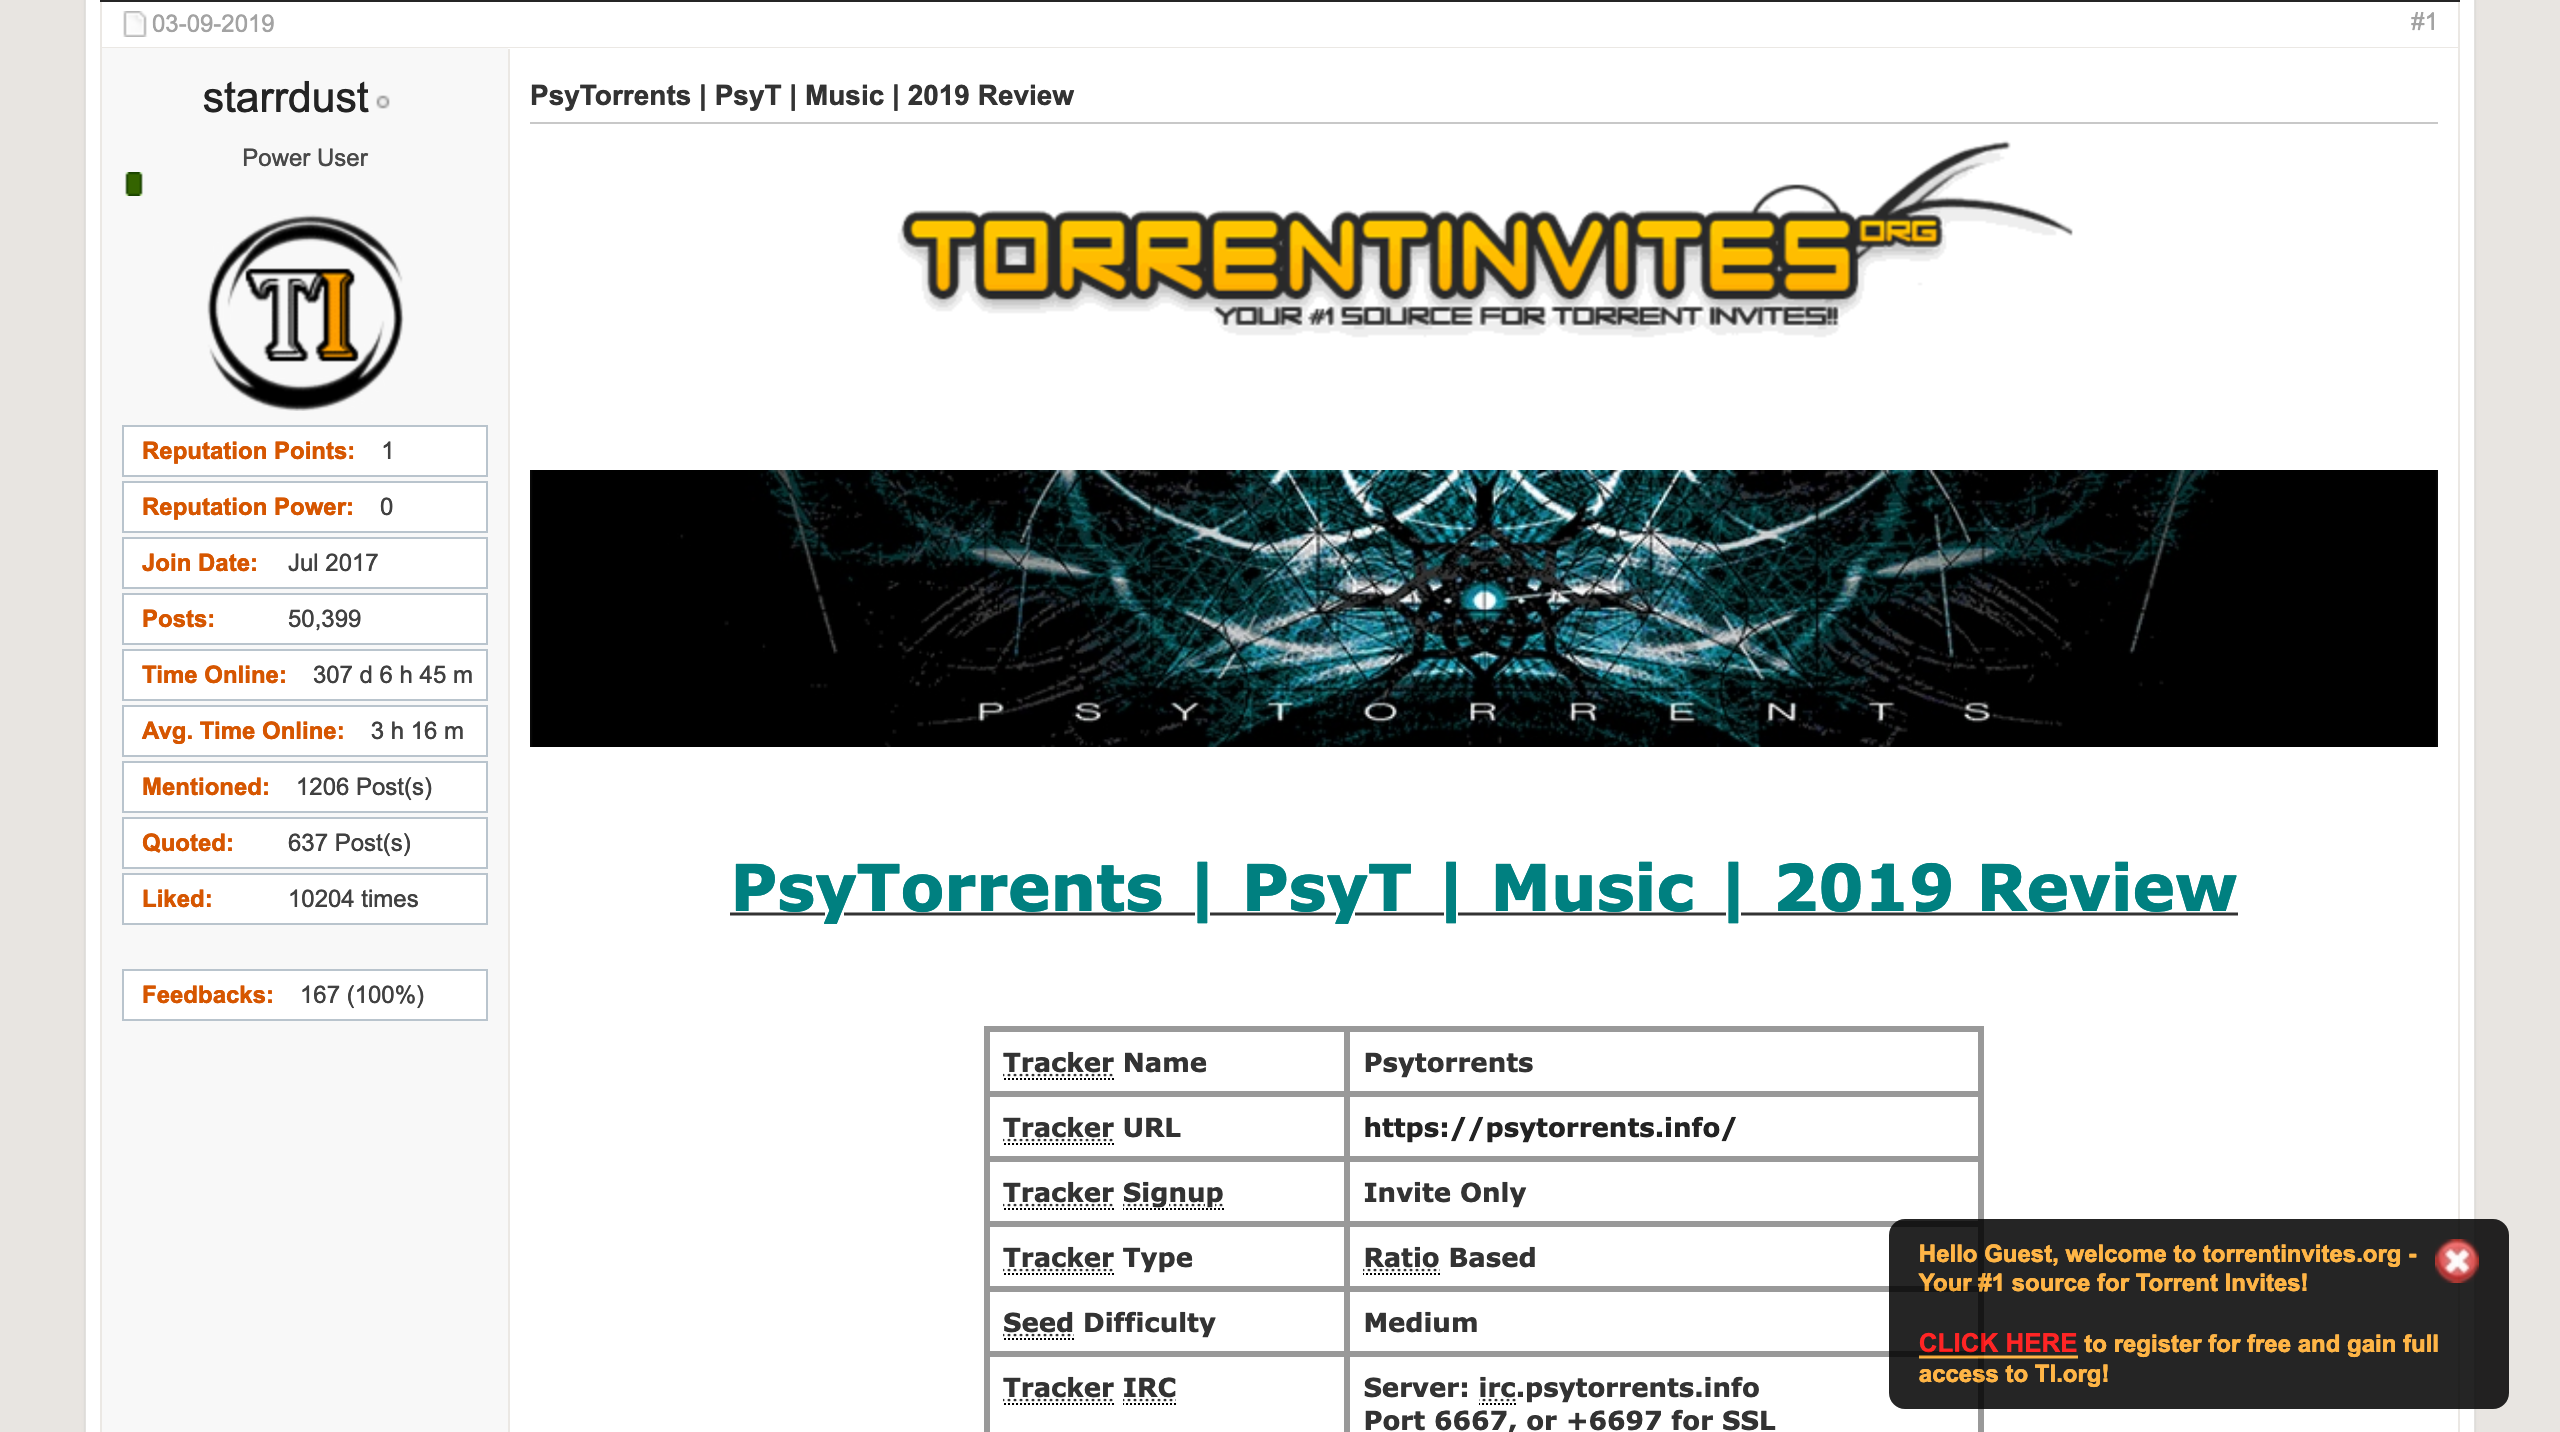 03-09-2019
#1
starrdust
Power User
TI
Reputation Points: 1
Reputation Power: 0
Join Date: Jul 2017
Posts: 50,399
Time Online: 307 d 6 h 45 m
Avg. Time Online: 3 h 16 m
Mentioned: 1206 Post(s)
Quoted: 637 Post(s)
Liked: 10204 times
Feedbacks: 167 (100%)
PsyTorrents | PsyT | Music | 2019 Review
TORRENTINVITES ORG
YOUR #1 SOURCE FOR TORRENT INVITES!!
PSYTORRENTS
PsyTorrents | PsyT | Music | 2019 Review
Tracker Name Psytorrents
Tracker URL https://psytorrents.info/
Tracker Signup Invite Only
Tracker Type Ratio Based
Seed Difficulty Medium
Tracker IRC Server: irc.psytorrents.info
Port 6667, or +6697 for SSL
Hello Guest, welcome to torrentinvites.org -
Your #1 source for Torrent Invites!
CLICK HERE to register for free and gain full
access to TI.org!